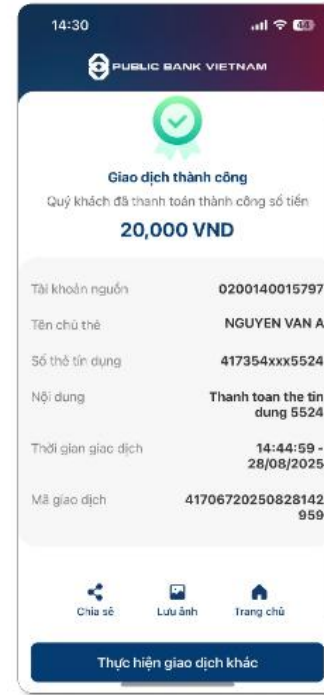 14:30
44
PUBLIC BANK VIETNAM
Giao dịch thành công
Quý khách đã thanh toán thành công số tiền
20,000 VND
Tài khoản nguồn 0200140015797
Tên chủ thẻ NGUYEN VAN A
Số thẻ tín dụng 417354xxx5524
Nội dung Thanh toan the tin
dung 5524
Thời gian giao dịch 14:44:59 -
28/08/2025
Mã giao dịch 41706720250828142
959
Chia sẻ Lưu ảnh Trang chủ
Thực hiện giao dịch khác